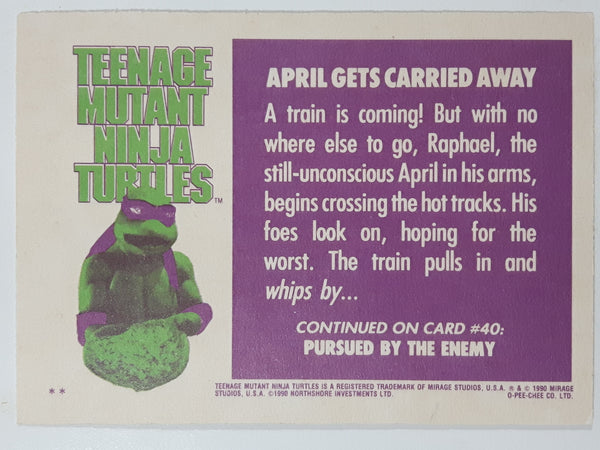 TEENAGE
MUTANT
NINJA
TURTLES
™
APRIL GETS CARRIED AWAY
A train is coming! But with no
where else to go, Raphael, the
still-unconscious April in his arms,
begins crossing the hot tracks. His
foes look on, hoping for the
worst. The train pulls in and
whips by...
CONTINUED ON CARD #40:
PURSUED BY THE ENEMY
**
TEENAGE MUTANT NINJA TURTLES IS A REGISTERED TRADEMARK OF MIRAGE STUDIOS, U.S.A. ® & © 1990 MIRAGE
STUDIOS, U.S.A. ©1990 NORTHSHORE INVESTMENTS LTD. O-PEE-CHEE CO. LTD.